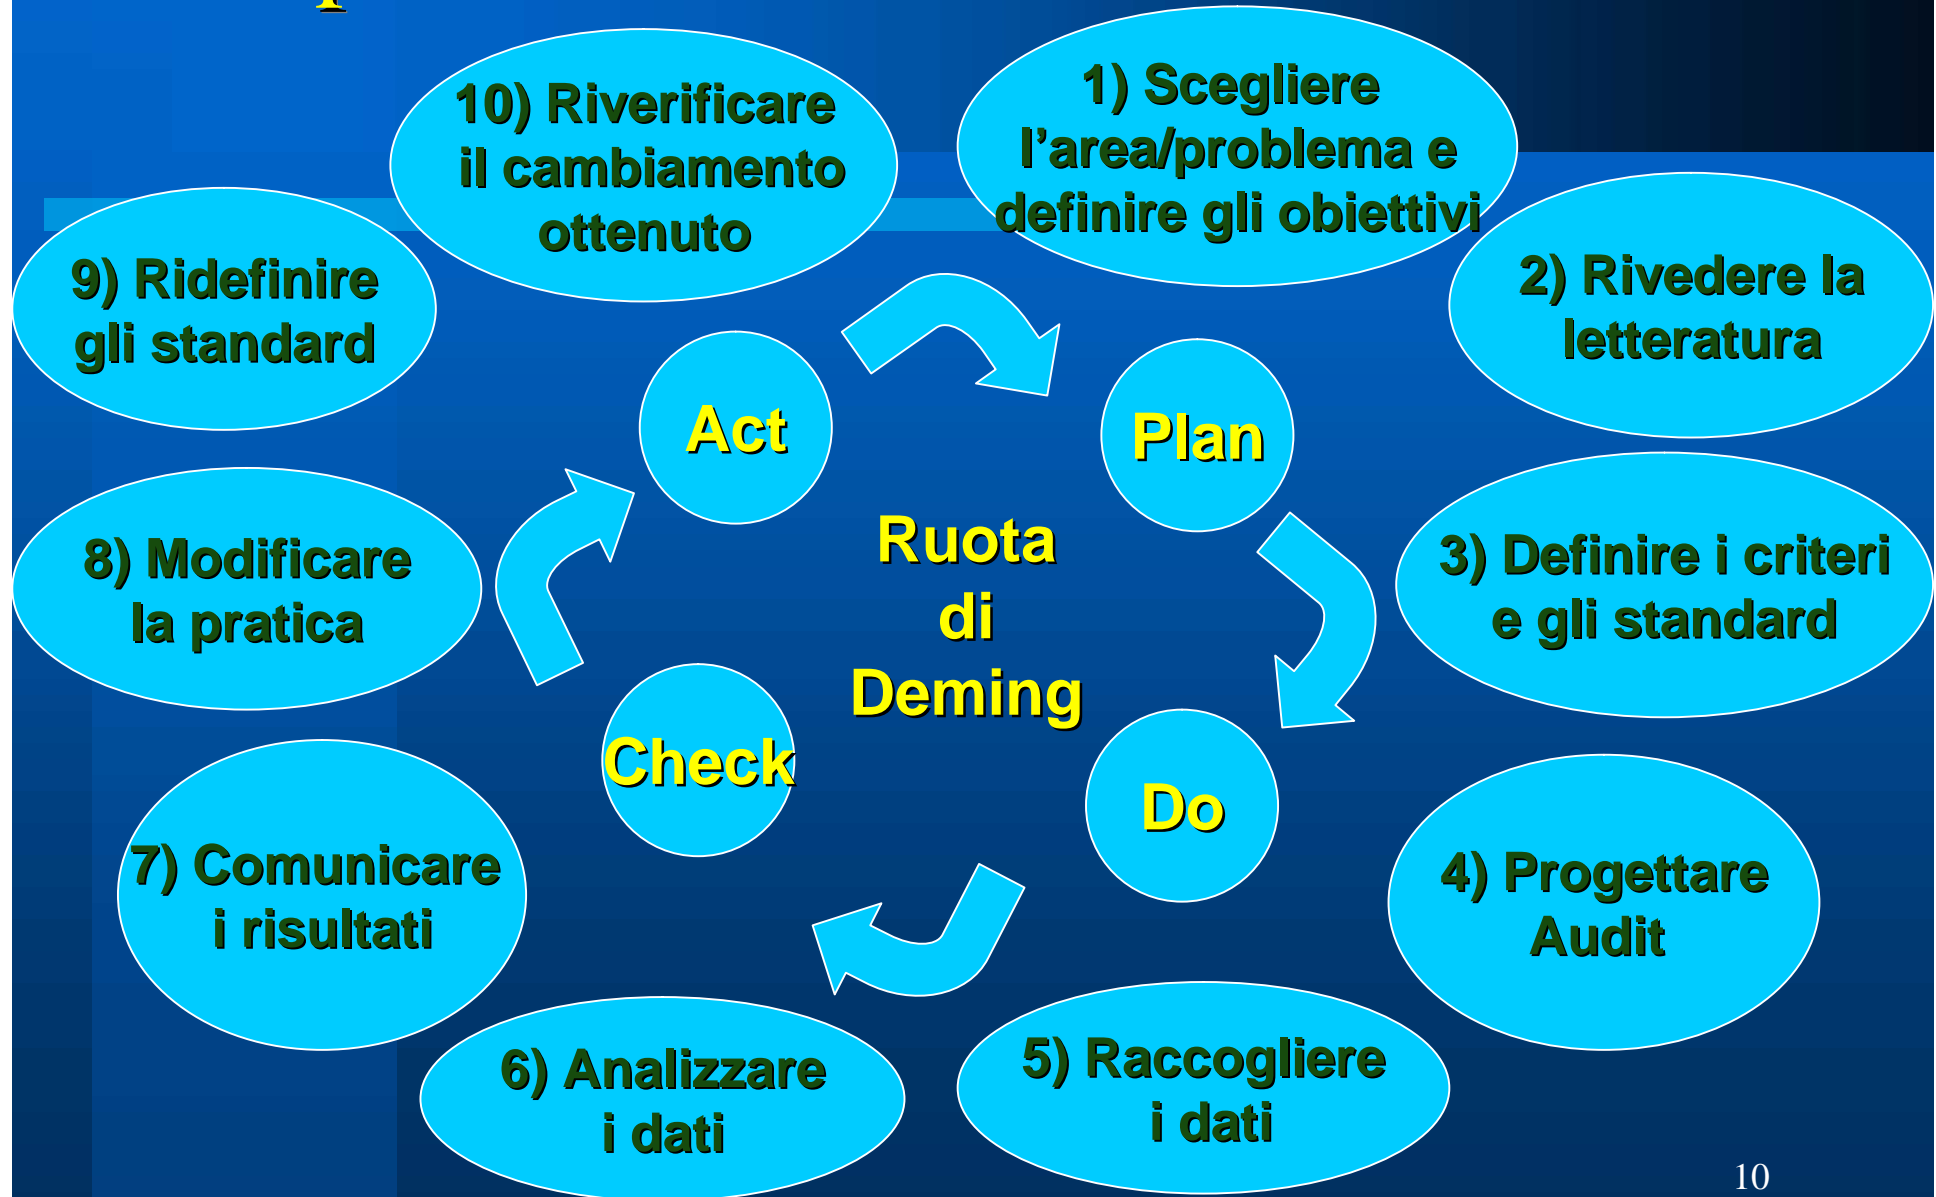 1) Scegliere
l’area/problema e
definire gli obiettivi
2) Rivedere la
letteratura
3) Definire i criteri
e gli standard
4) Progettare
Audit
5) Raccogliere
i dati
6) Analizzare
i dati
7) Comunicare
i risultati
8) Modificare
la pratica
9) Ridefinire
gli standard
10) Riverificare
il cambiamento
ottenuto
Act
Plan
Ruota
di
Deming
Check
Do
10